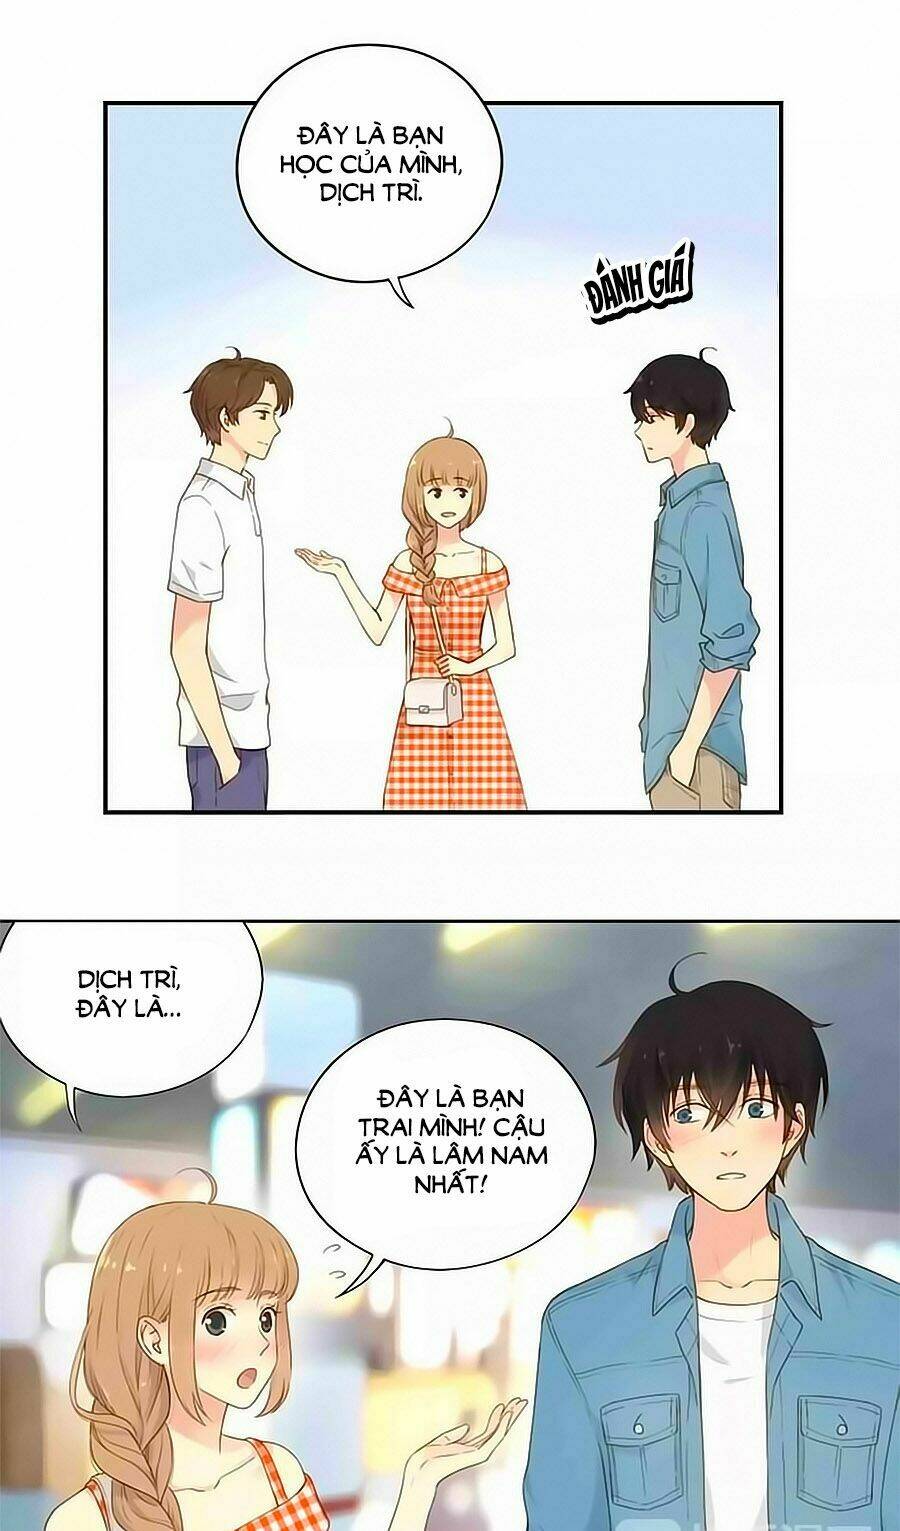 ĐÂY LÀ BẠN
HỌC CỦA MÌNH,
DỊCH TRÌ.
ĐÁNH GIÁ
DỊCH TRÌ,
ĐÂY LÀ...
ĐÂY LÀ BẠN
TRAI MÌNH! CẬU
ẤY LÀ LÂM NAM
NHẤT!